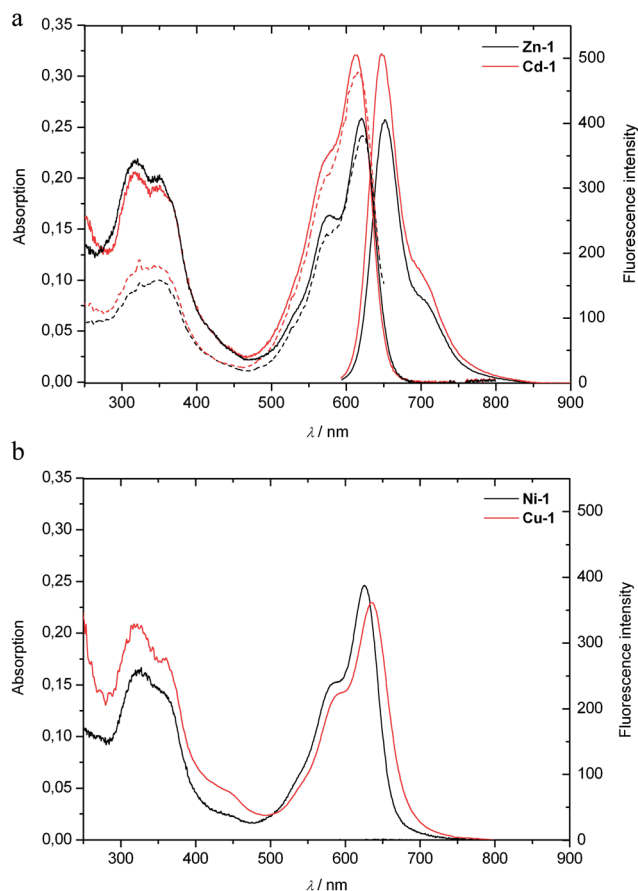 a
0,35
0,30
0,25
0,20
0,15
0,10
0,05
0,00
Absorption
300 400 500 600 700 800 900
λ / nm
500
400
300
200
100
0
Fluorescence intensity
Zn-1
Cd-1
b
0,35
0,30
0,25
0,20
0,15
0,10
0,05
0,00
Absorption
300 400 500 600 700 800 900
λ / nm
500
400
300
200
100
0
Fluorescence intensity
Ni-1
Cu-1